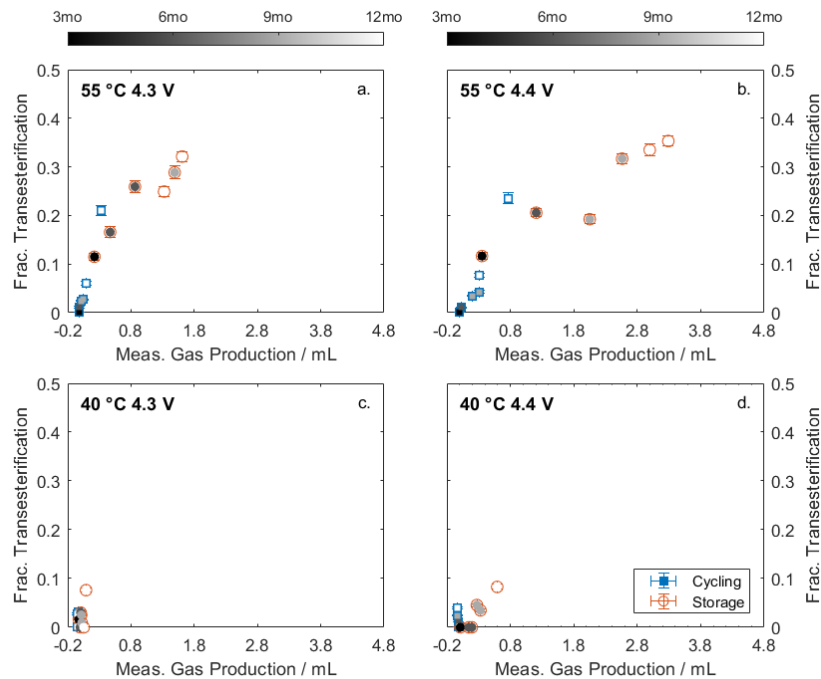 3mo 6mo 9mo 12mo
3mo 6mo 9mo 12mo
0.5
0.4
0.3
0.2
0.1
0
Frac. Transesterification
55 °C 4.3 V
a.
-0.2 0.8 1.8 2.8 3.8 4.8
Meas. Gas Production / mL
55 °C 4.4 V
b.
0.5
0.4
0.3
0.2
0.1
0
Frac. Transesterification
-0.2 0.8 1.8 2.8 3.8 4.8
Meas. Gas Production / mL
0.5
0.4
0.3
0.2
0.1
0
Frac. Transesterification
40 °C 4.3 V
c.
-0.2 0.8 1.8 2.8 3.8 4.8
Meas. Gas Production / mL
40 °C 4.4 V
d.
Cycling
Storage
0.5
0.4
0.3
0.2
0.1
0
Frac. Transesterification
-0.2 0.8 1.8 2.8 3.8 4.8
Meas. Gas Production / mL